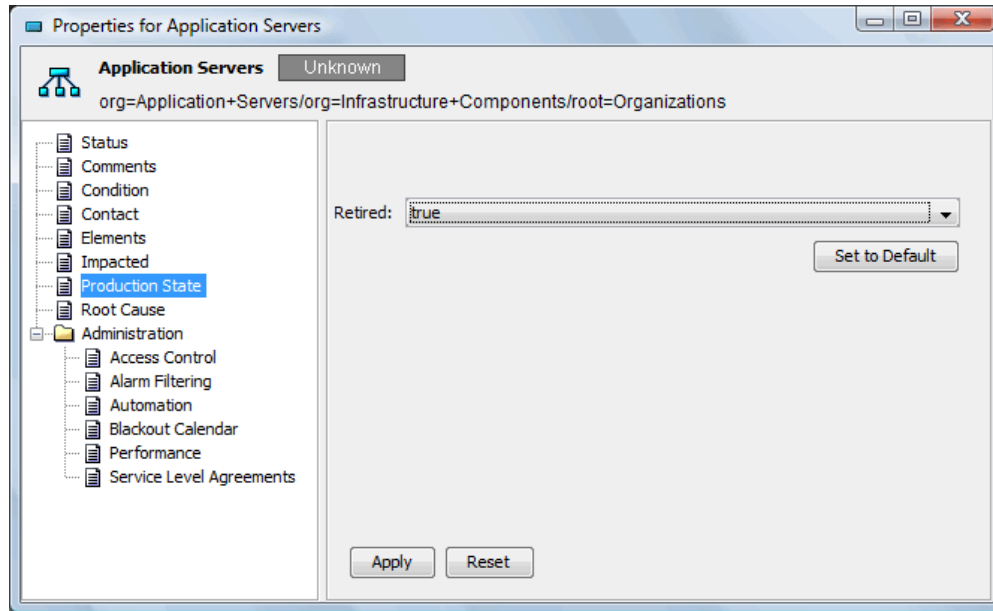 Properties for Application Servers
Application Servers Unknown
org=Application+Servers/org=Infrastructure+Components/root=Organizations
Status
Comments
Condition
Contact
Elements
Impacted
Production State
Root Cause
Administration
Access Control
Alarm Filtering
Automation
Blackout Calendar
Performance
Service Level Agreements
Retired: true
Set to Default
Apply Reset